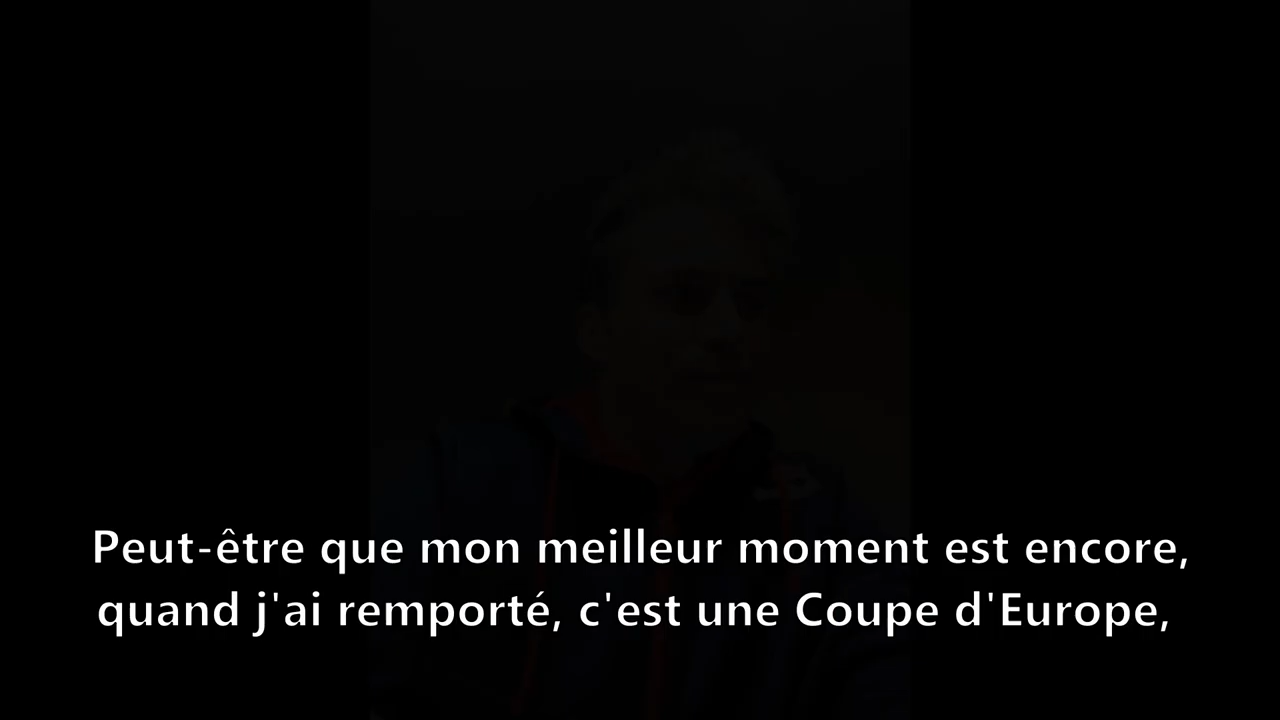 Peut-être que mon meilleur moment est encore,
quand j'ai remporté, c'est une Coupe d'Europe,